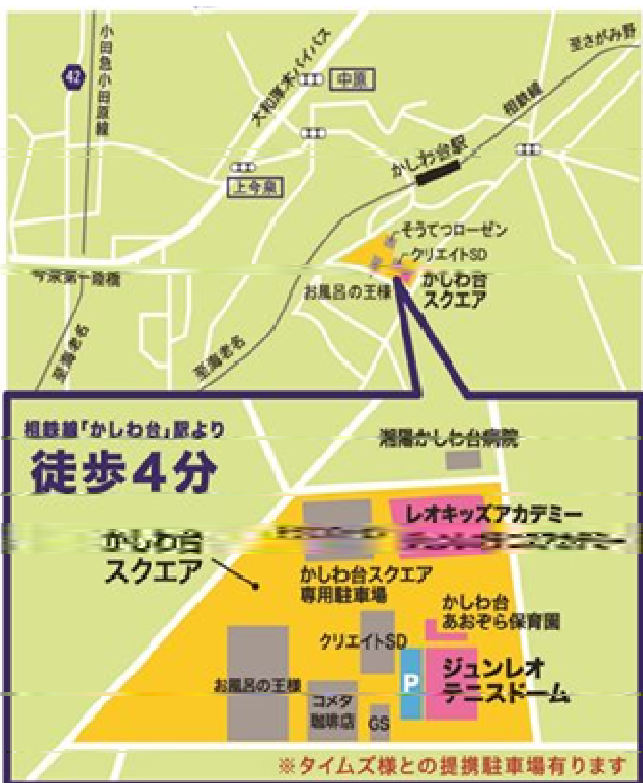 至さがみ野
小田急小田原線
42
大和厚木バイパス
中原
相鉄線
かしわ台駅
上今泉
そうてつローゼン
クリエイトSD
かしわ台
スクエア
お風呂の王様
今泉第一陸橋
至海老名
至海老名
相鉄線「かしわ台」駅より
徒歩4分
湘陽かしわ台病院
レオキッズアカデミー
かしわ台
スクエア
かしわ台スクエア
専用駐車場
かしわ台
あおぞら保育園
クリエイトSD
お風呂の王様
P
ジュンレオ
テニスドーム
コメダ
珈琲店
GS
※タイムズ様との提携駐車場有ります